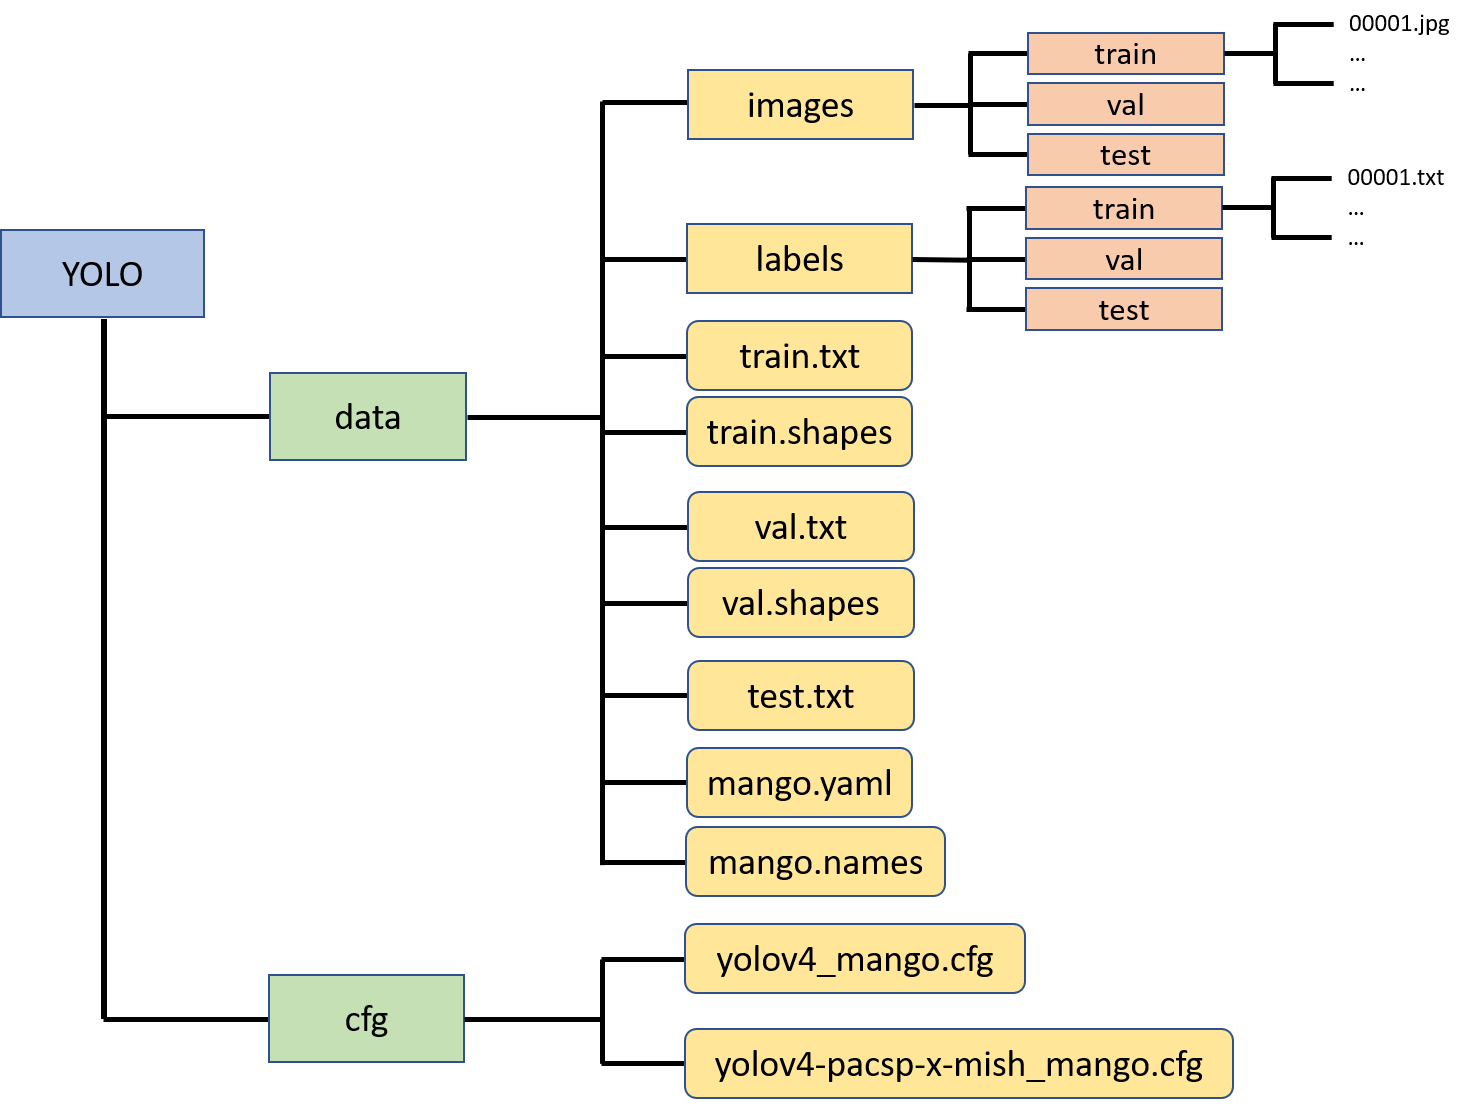 YOLO
data
images
train
00001.jpg
...
...
val
test
labels
train
00001.txt
...
...
val
test
train.txt
train.shapes
val.txt
val.shapes
test.txt
mango.yaml
mango.names
cfg
yolov4_mango.cfg
yolov4-pacsp-x-mish_mango.cfg